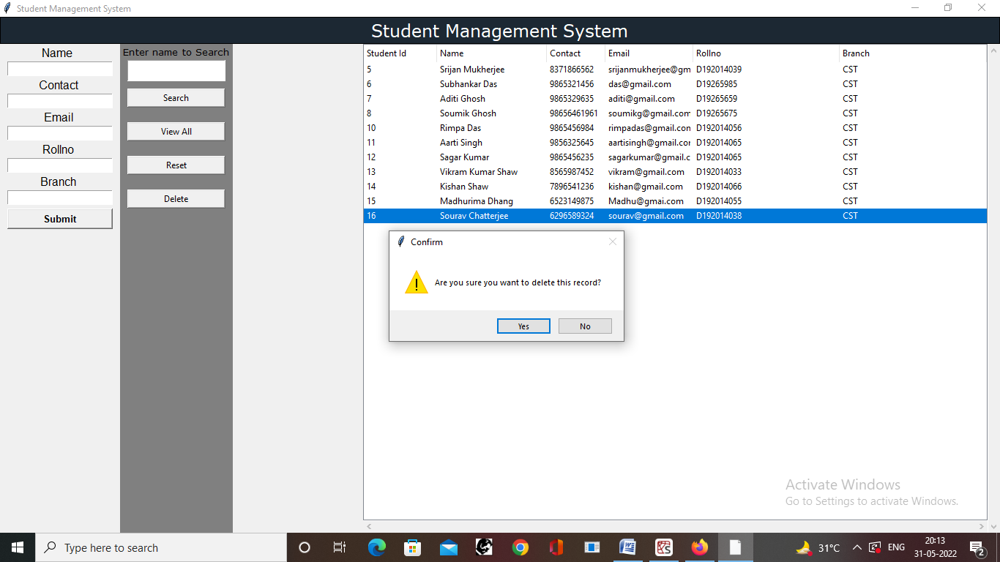 Student Management System
Student Management System
Name
Contact
Email
Rollno
Branch
Submit
Enter name to Search
Search
View All
Reset
Delete
Student Id Name Contact Email Rollno Branch
5 Srijan Mukherjee 8371866562 srijanmukherjee@gm D192014039 CST
6 Subhankar Das 9865321456 das@gmail.com D19265985 CST
7 Aditi Ghosh 9865329635 aditi@gmail.com D19265659 CST
8 Soumik Ghosh 98656461961 soumikg@gmail.com D19265675 CST
10 Rimpa Das 9865456984 rimpadas@gmail.con D192014056 CST
11 Aarti Singh 9856325645 aartisingh@gmail.cor D192014065 CST
12 Sagar Kumar 9865456235 sagarkumar@gmail.c D192014065 CST
13 Vikram Kumar Shaw 8565987452 vikram@gmail.com D192014033 CST
14 Kishan Shaw 7896541236 kishan@gmail.com D192014066 CST
15 Madhurima Dhang 6523149875 Madhu@gmai.com D192014055 CST
16 Sourav Chatterjee 6296589324 sourav@gmail.com D192014038 CST
Confirm
Are you sure you want to delete this record?
Yes No
Activate Windows
Go to Settings to activate Windows.
Type here to search
31°C ENG 20:13
31-05-2022 2